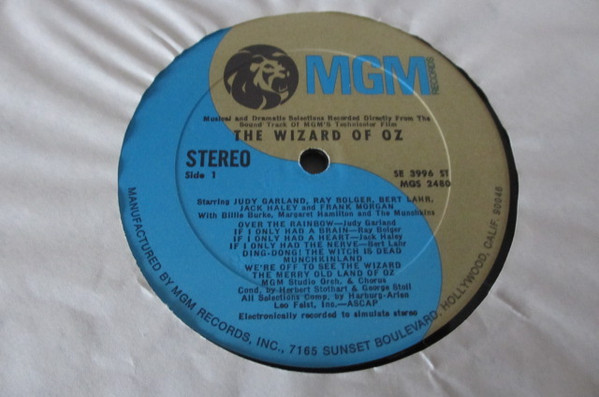 MGM
RECORDS
Musical and Dramatic Selections Recorded Directly From The
Sound Track Of MGM'S Technicolor Film
THE WIZARD OF OZ
STEREO
Side 1
SE 3996 ST
MGS 2480
Starring JUDY GARLAND, RAY BOLGER, BERT LAHR,
JACK HALEY and FRANK MORGAN
With Billie Burke, Margaret Hamilton and The Munchkins
OVER THE RAINBOW—Judy Garland
IF I ONLY HAD A BRAIN—Ray Bolger
IF I ONLY HAD A HEART—Jack Haley
IF I ONLY HAD THE NERVE—Bert Lahr
DING-DONG! THE WITCH IS DEAD
MUNCHKINLAND
WE'RE OFF TO SEE THE WIZARD
THE MERRY OLD LAND OF OZ
MGM Studio Orch. & Chorus
Cond. by Herbert Stothart & George Stoll
All Selections Comp. by Harburg-Arlen
Leo Feist, Inc.—ASCAP
Electronically recorded to simulate stereo
MANUFACTURED BY MGM RECORDS, INC., 7165 SUNSET BOULEVARD, HOLLYWOOD, CALIF. 90046